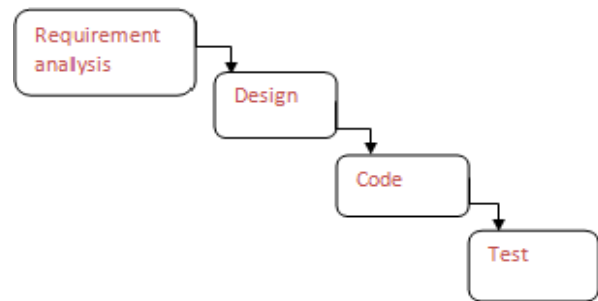 Requirement
analysis
Design
Code
Test